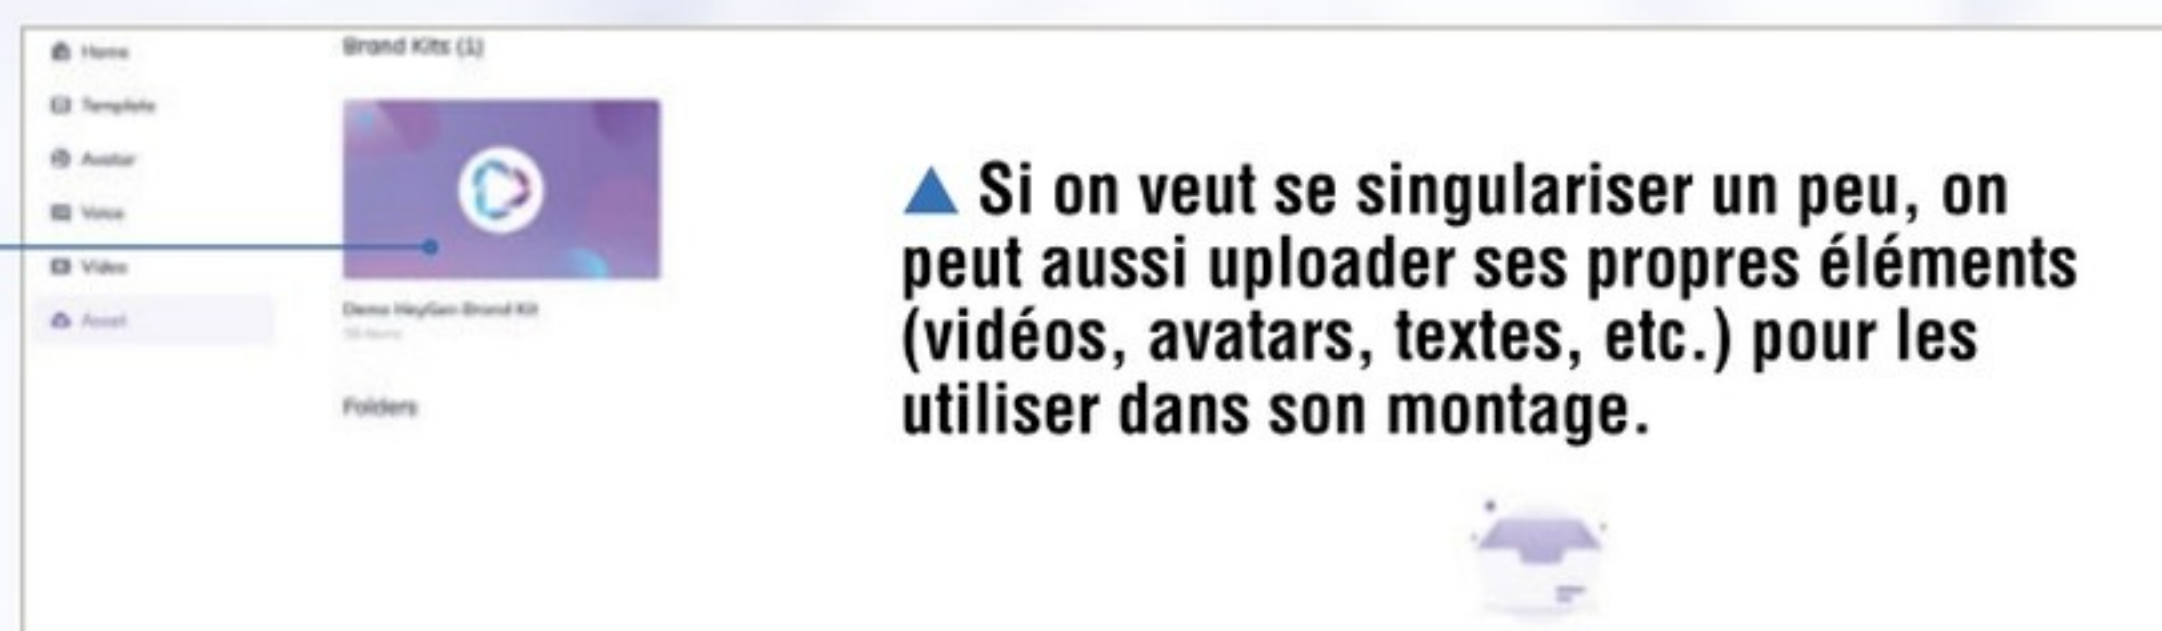 Home
Template
Avatar
Voice
Video
Asset
Brand Kits (1)
Demo HeyGen Brand Kit
Folders
Si on veut se singulariser un peu, on
peut aussi uploader ses propres éléments
(vidéos, avatars, textes, etc.) pour les
utiliser dans son montage.